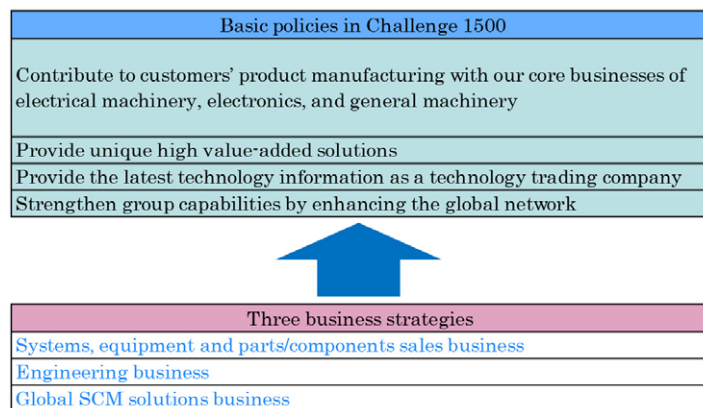 Basic policies in Challenge 1500
Contribute to customers' product manufacturing with our core businesses of
electrical machinery, electronics, and general machinery
Provide unique high value-added solutions
Provide the latest technology information as a technology trading company
Strengthen group capabilities by enhancing the global network
Three business strategies
Systems, equipment and parts/components sales business
Engineering business
Global SCM solutions business